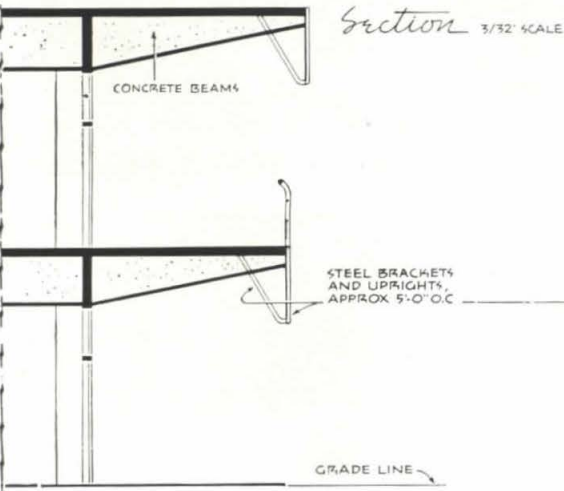 Section 3/32" SCALE
CONCRETE BEAMS
STEEL BRACKETS
AND UPRIGHTS,
APPROX 5'-0" O.C
GRADE LINE